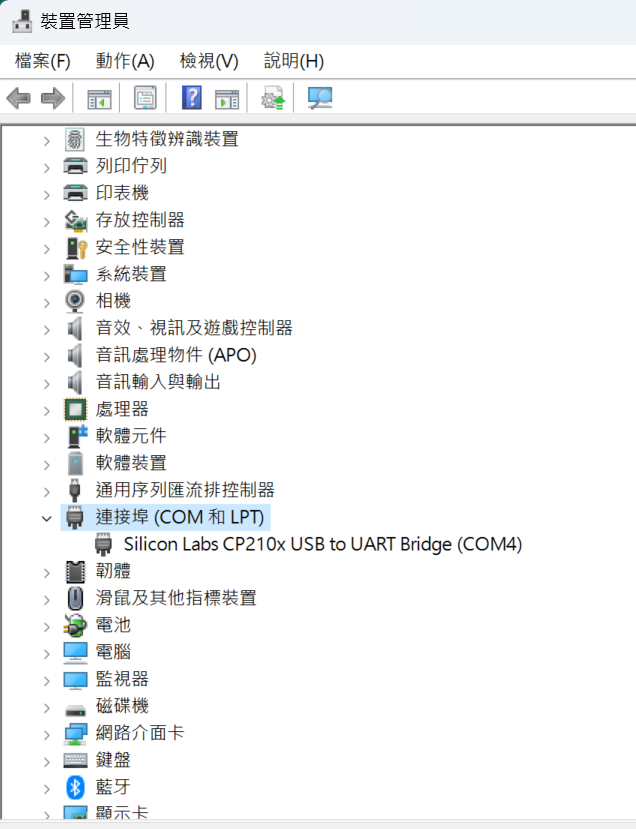 裝置管理員
檔案(F) 動作(A) 檢視(V) 說明(H)
生物特徵辨識裝置
列印佇列
印表機
存放控制器
安全性裝置
系統裝置
相機
音效、視訊及遊戲控制器
音訊處理物件 (APO)
音訊輸入與輸出
處理器
軟體元件
軟體裝置
通用序列匯流排控制器
連接埠 (COM 和 LPT)
Silicon Labs CP210x USB to UART Bridge (COM4)
韌體
滑鼠及其他指標裝置
電池
電腦
監視器
磁碟機
網路介面卡
鍵盤
藍牙
顯示卡